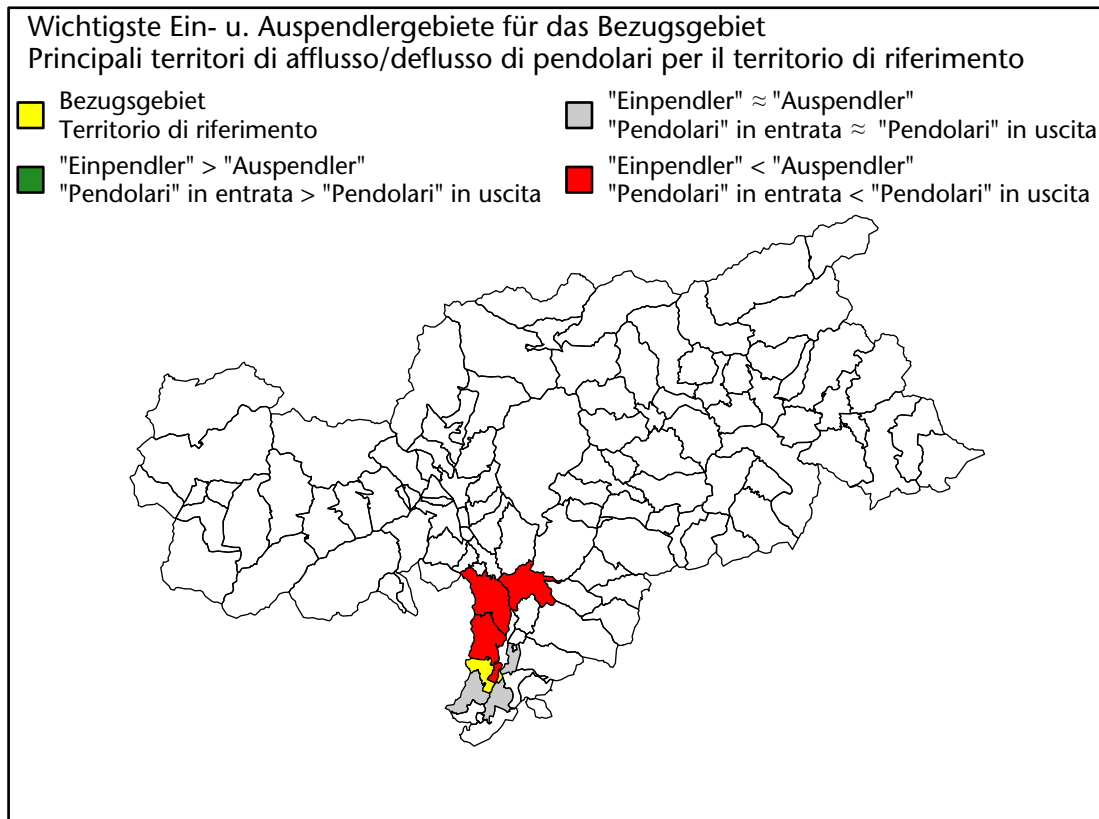 Wichtigste Ein- u. Auspendlergebiete für das Bezugsgebiet
Principali territori di afflusso/deflusso di pendolari per il territorio di riferimento
Bezugsgebiet
Territorio di riferimento
"Einpendler" > "Auspendler"
"Pendolari" in entrata > "Pendolari" in uscita
"Einpendler" ≈ "Auspendler"
"Pendolari" in entrata ≈ "Pendolari" in uscita
"Einpendler" < "Auspendler"
"Pendolari" in entrata < "Pendolari" in uscita